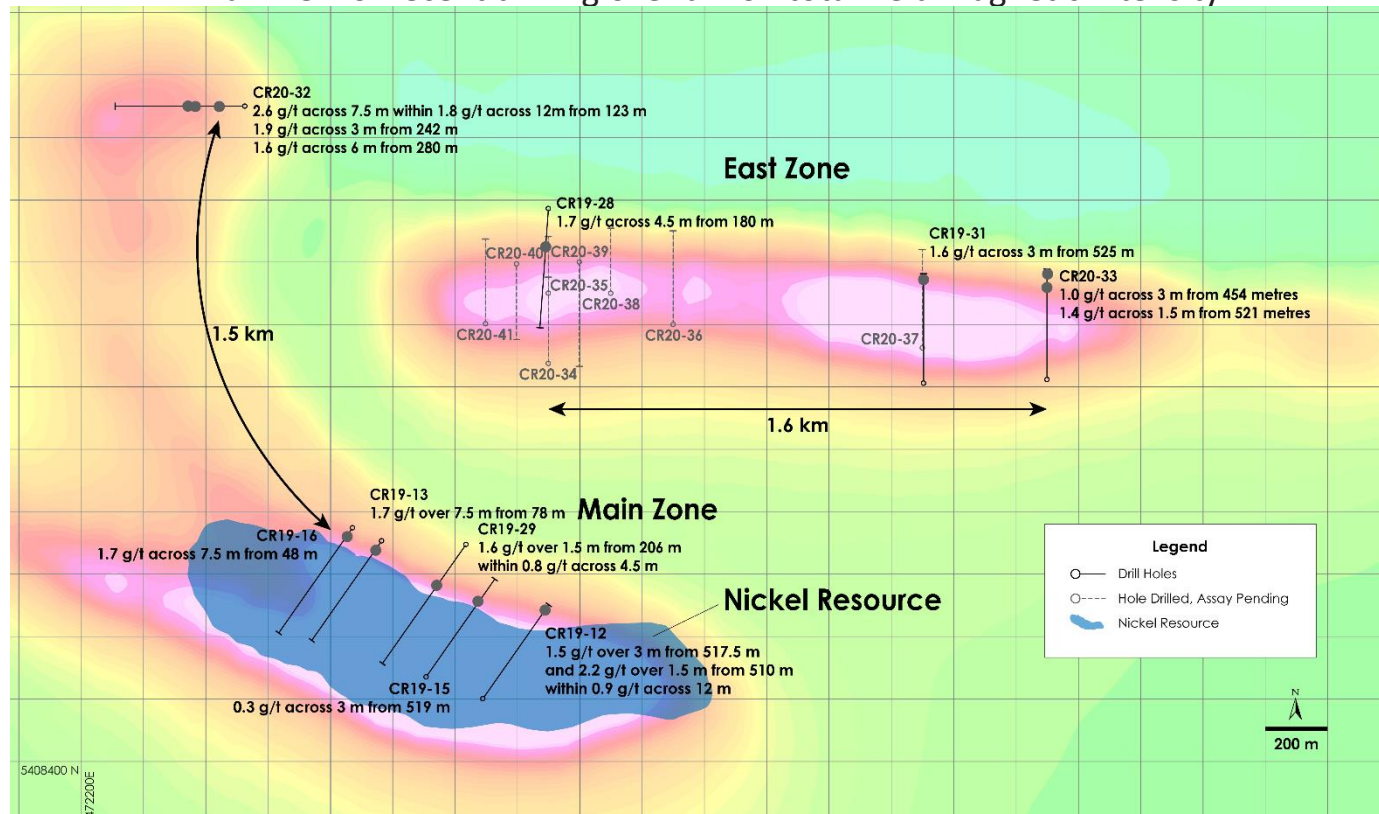 CR20-32
2.6 g/t across 7.5 m within 1.8 g/t across 12m from 123 m
1.9 g/t across 3 m from 242 m
1.6 g/t across 6 m from 280 m
East Zone
CR19-28
1.7 g/t across 4.5 m from 180 m
CR19-31
1.6 g/t across 3 m from 525 m
CR20-40
CR20-39
CR20-33
1.0 g/t across 3 m from 454 metres
1.4 g/t across 1.5 m from 521 metres
CR20-35
CR20-38
CR20-41
CR20-36
CR20-37
CR20-34
1.5 km
1.6 km
CR19-13
1.7 g/t over 7.5 m from 78 m
Main Zone
CR19-29
1.6 g/t over 1.5 m from 206 m
within 0.8 g/t across 4.5 m
CR19-16
1.7 g/t across 7.5 m from 48 m
Nickel Resource
CR19-12
1.5 g/t over 3 m from 517.5 m
and 2.2 g/t over 1.5 m from 510 m
within 0.9 g/t across 12 m
CR19-15
0.3 g/t across 3 m from 519 m
Legend
Drill Holes
Hole Drilled, Assay Pending
Nickel Resource
N
200 m
5408400 N
472200E